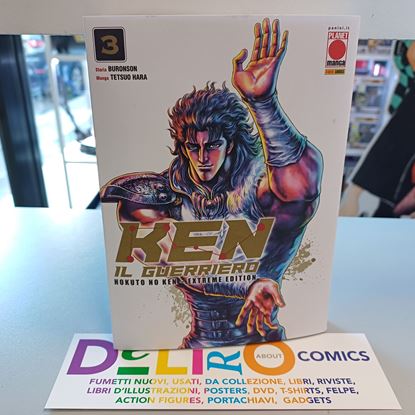 3
Storia BURONSON
Manga TETSUO HARA
panini.it
PLANET
manga
KEN
IL GUERRIERO
HOKUTO NO KEN - EXTREME EDITION
DeLiRO ABOUT COMICS
FUMETTI NUOVI, USATI, DA COLLEZIONE, LIBRI, RIVISTE,
LIBRI D'ILLUSTRAZIONI, POSTERS, DVD, T-SHIRTS, FELPE,
ACTION FIGURES, PORTACHIAVI, GADGETS